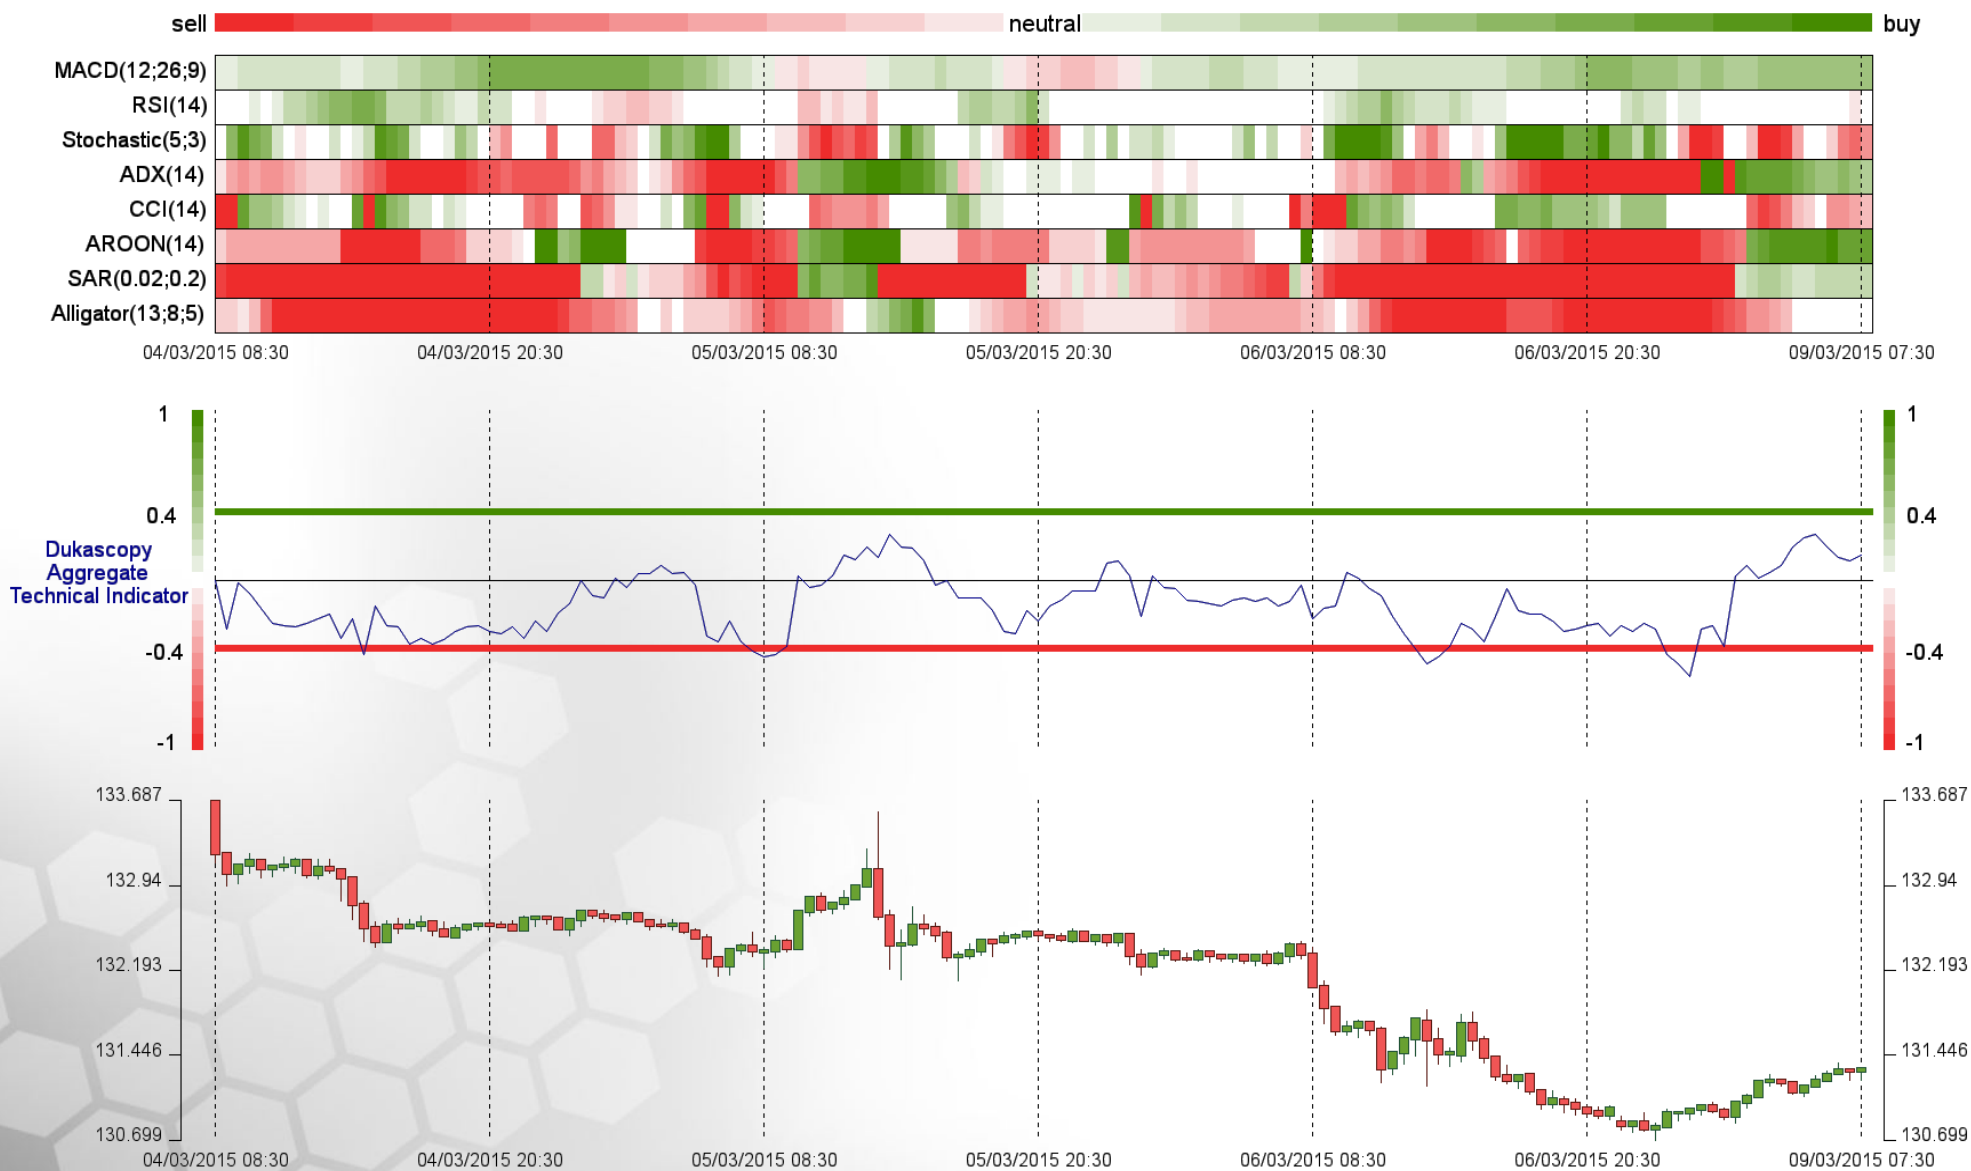 sell neutral buy
MACD(12;26;9)
RSI(14)
Stochastic(5;3)
ADX(14)
CCI(14)
AROON(14)
SAR(0.02;0.2)
Alligator(13;8;5)
04/03/2015 08:30 04/03/2015 20:30 05/03/2015 08:30 05/03/2015 20:30 06/03/2015 08:30 06/03/2015 20:30 09/03/2015 07:30
1 1
0.4 0.4
Dukascopy
Aggregate
Technical Indicator
-0.4 -0.4
-1 -1
133.687 133.687
132.94 132.94
132.193 132.193
131.446 131.446
130.699 130.699
04/03/2015 08:30 04/03/2015 20:30 05/03/2015 08:30 05/03/2015 20:30 06/03/2015 08:30 06/03/2015 20:30 09/03/2015 07:30